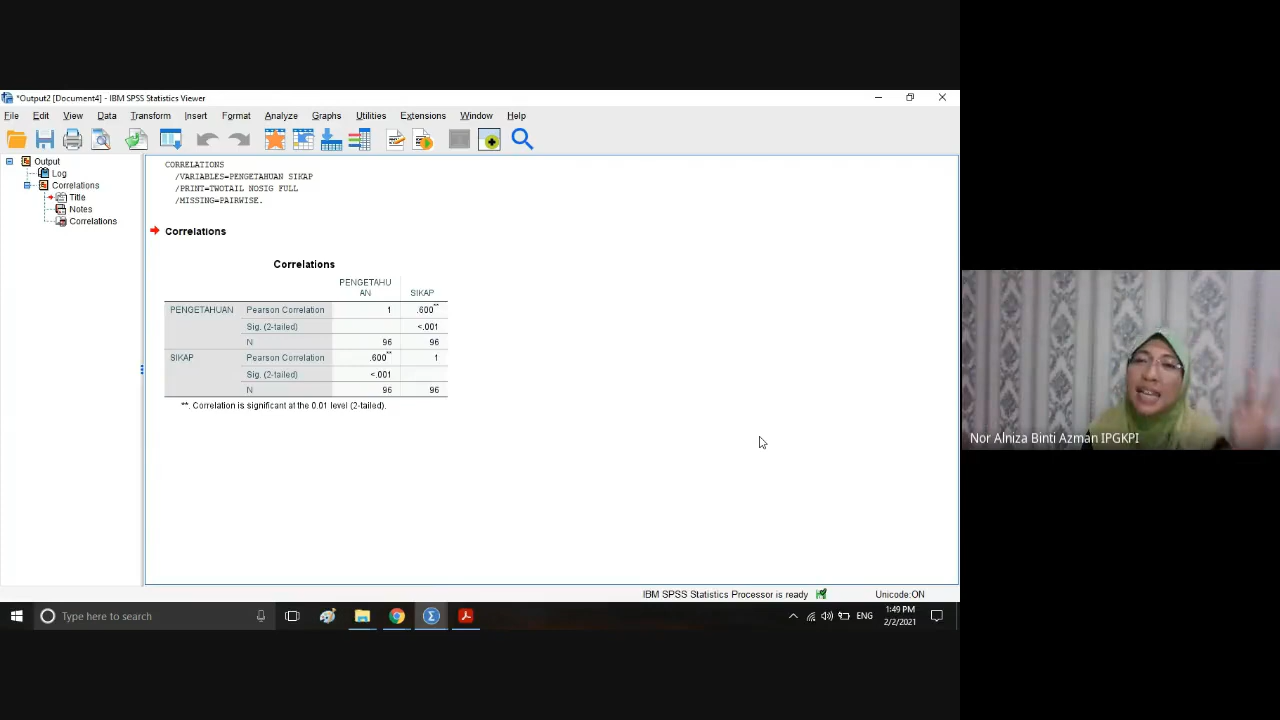 *Output2 [Document4] - IBM SPSS Statistics Viewer
File Edit View Data Transform Insert Format Analyze Graphs Utilities Extensions Window Help
Output
Log
Correlations
Title
Notes
Correlations
CORRELATIONS
/VARIABLES=PENGETAHUAN SIKAP
/PRINT=TWOTAIL NOSIG FULL
/MISSING=PAIRWISE.
Correlations
Correlations
PENGETAHU
AN SIKAP
PENGETAHUAN Pearson Correlation 1 .600**
Sig. (2-tailed) <.001
N 96 96
SIKAP Pearson Correlation .600** 1
Sig. (2-tailed) <.001
N 96 96
**. Correlation is significant at the 0.01 level (2-tailed).
Nor Alniza Binti Azman IPGKPI
IBM SPSS Statistics Processor is ready Unicode:ON
Type here to search
ENG
1:49 PM
2/2/2021